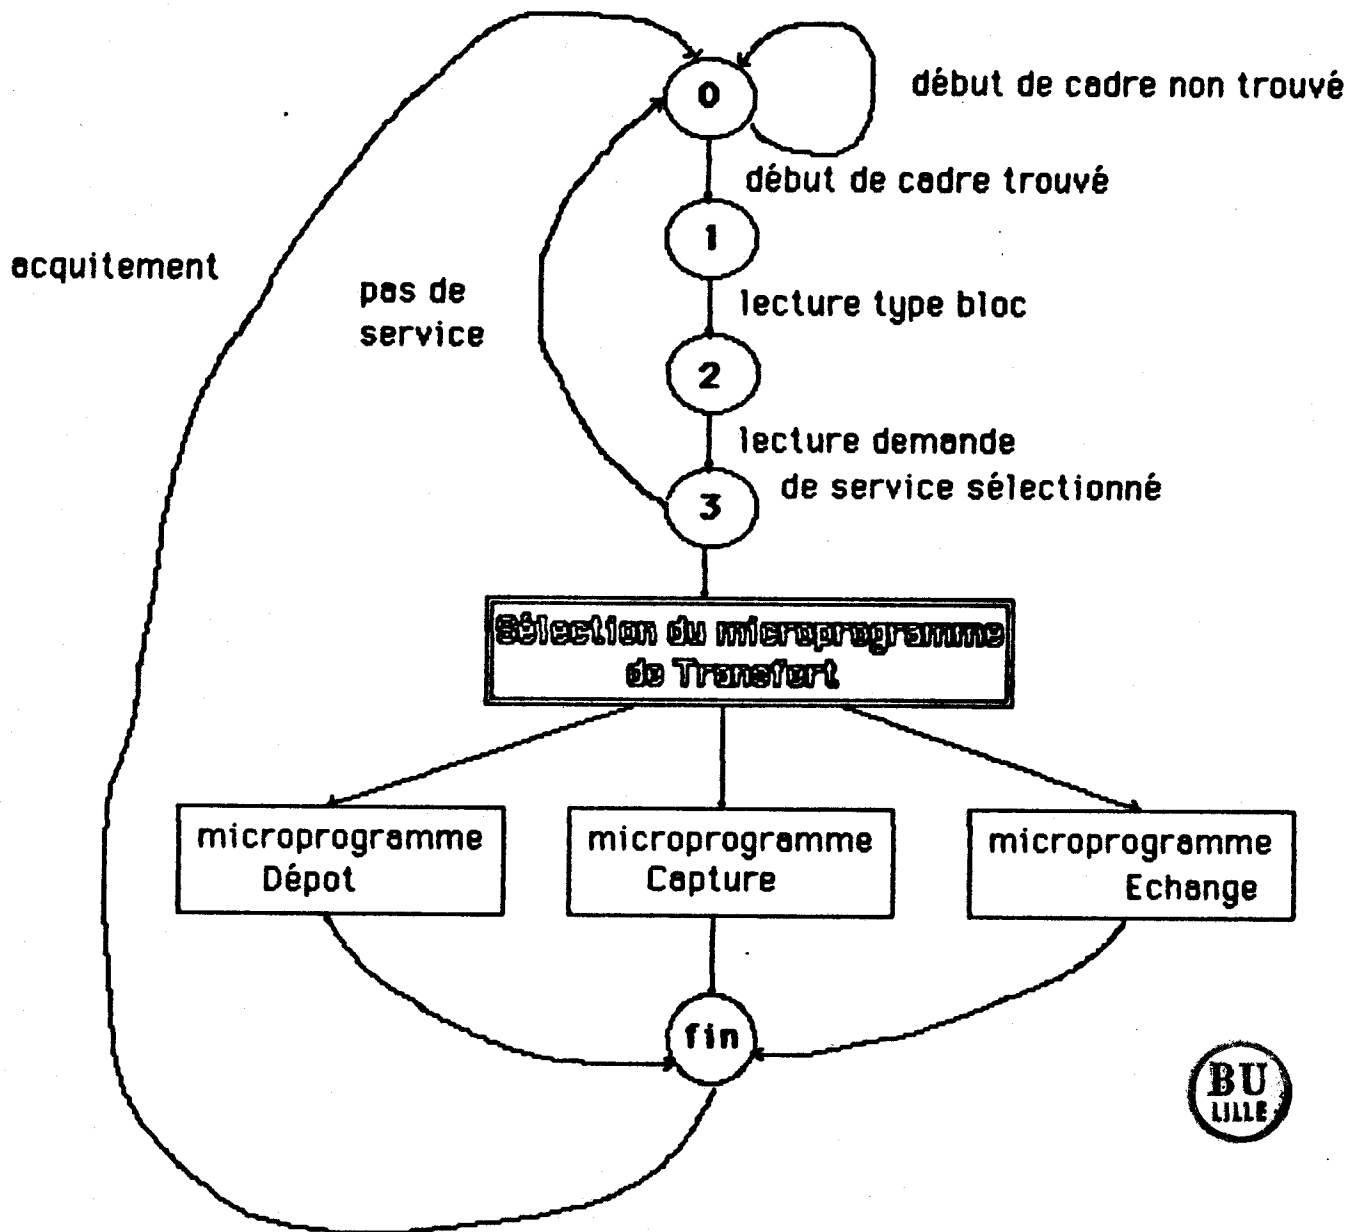 0
début de cadre non trouvé
début de cadre trouvé
1
acquitement
pas de
service
lecture type bloc
2
lecture demande
de service sélectionné
3
Sélection du microprogramme
de Transfert
microprogramme
Dépot
microprogramme
Capture
microprogramme
Echange
fin
BU
LILLE